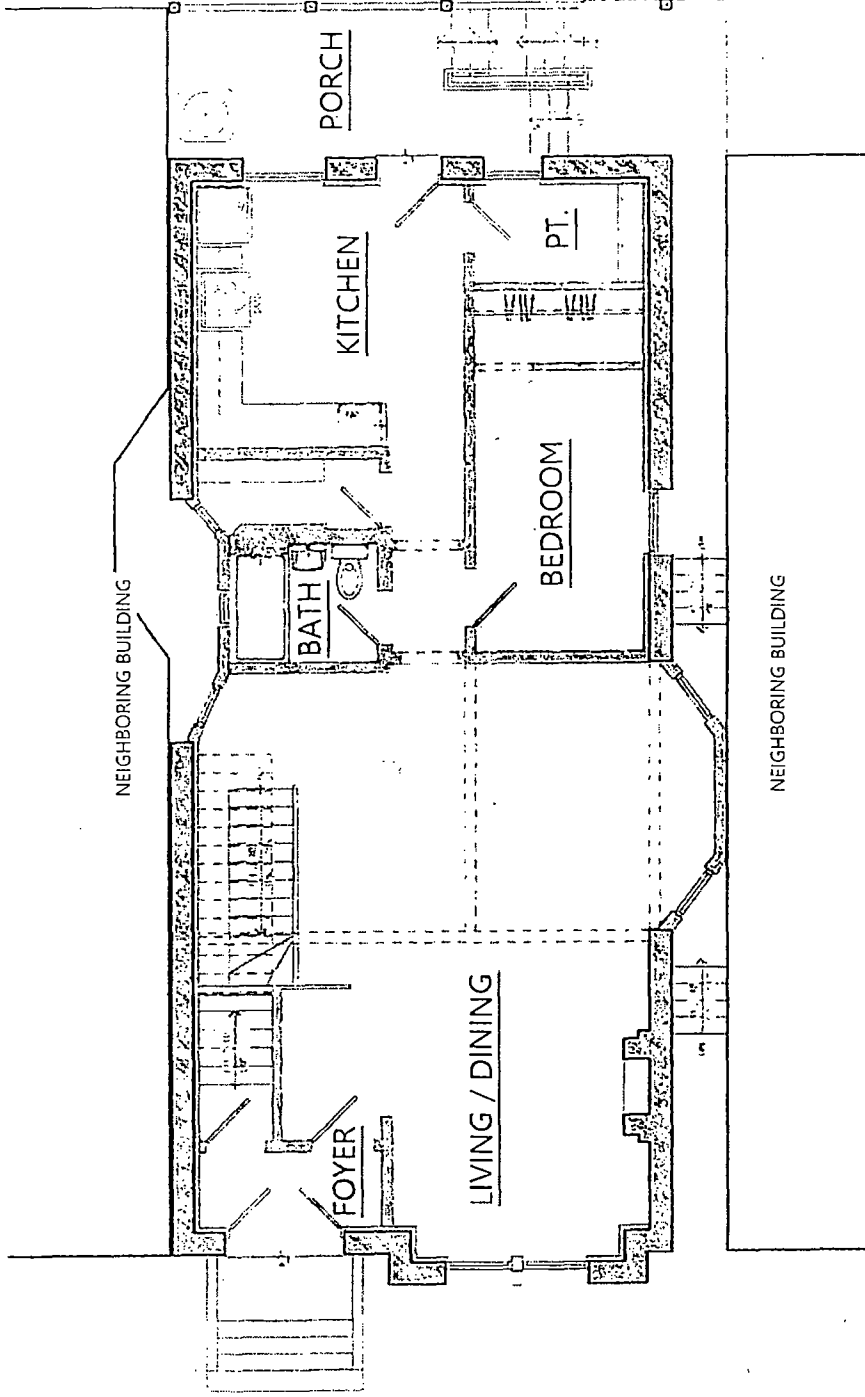 NEIGHBORING BUILDING
PORCH
KITCHEN
PT.
BATH
BEDROOM
FOYER
LIVING / DINING
NEIGHBORING BUILDING